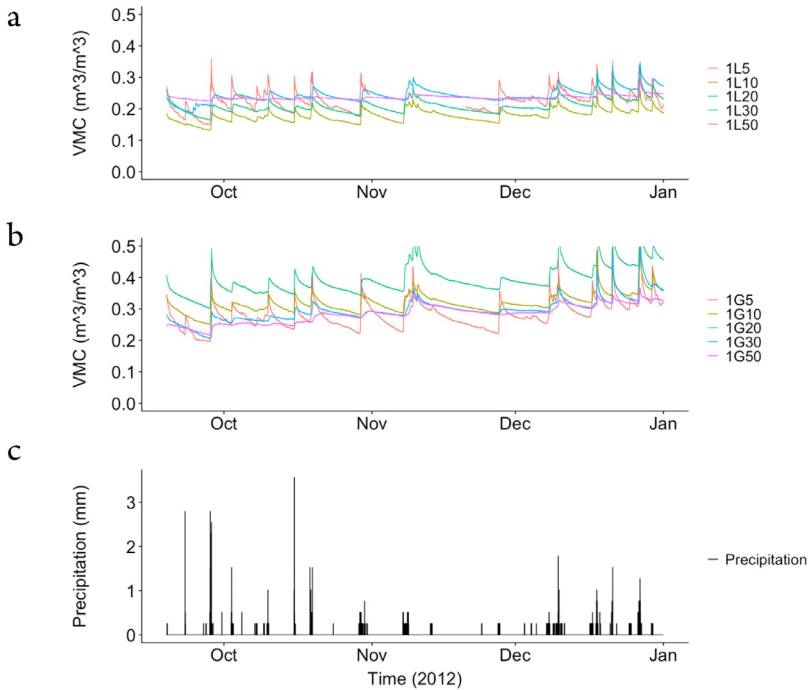 a
VMC (m^3/m^3)
0.5
0.4
0.3
0.2
0.1
0.0
Oct
Nov
Dec
Jan
1L5
1L10
1L20
1L30
1L50
b
VMC (m^3/m^3)
0.5
0.4
0.3
0.2
0.1
0.0
Oct
Nov
Dec
Jan
1G5
1G10
1G20
1G30
1G50
c
Precipitation (mm)
3
2
1
0
Oct
Nov
Dec
Jan
Time (2012)
Precipitation